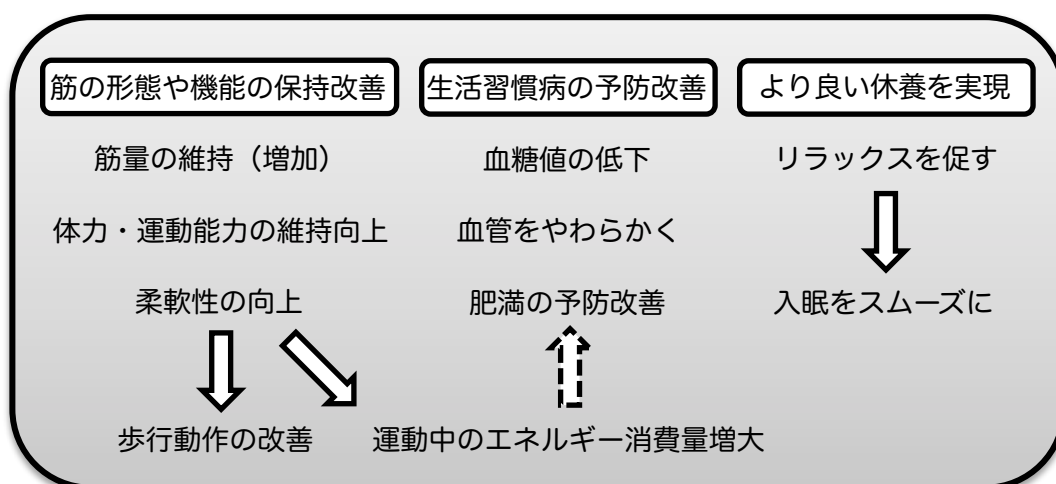 筋の形態や機能の保持改善
筋量の維持（増加）
体力・運動能力の維持向上
柔軟性の向上
歩行動作の改善
生活習慣病の予防改善
血糖値の低下
血管をやわらかく
肥満の予防改善
運動中のエネルギー消費量増大
より良い休養を実現
リラックスを促す
入眠をスムーズに